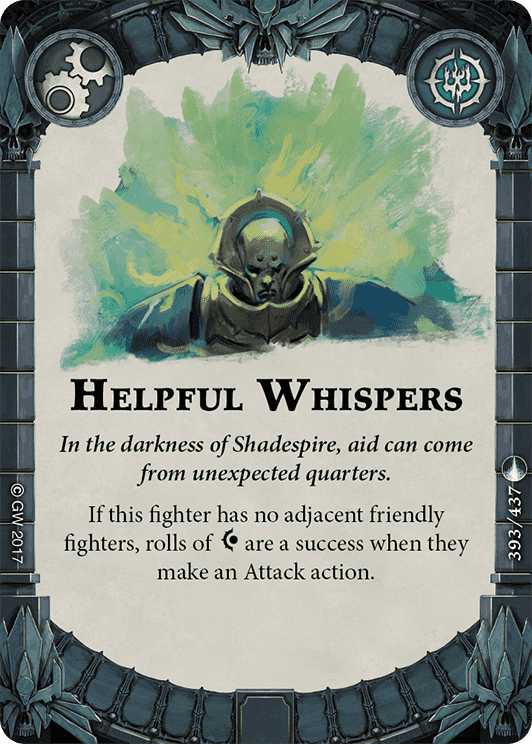 HELPFUL WHISPERS
In the darkness of Shadespire, aid can come
from unexpected quarters.
If this fighter has no adjacent friendly
fighters, rolls of are a success when they
make an Attack action.
© GW 2017
393/437